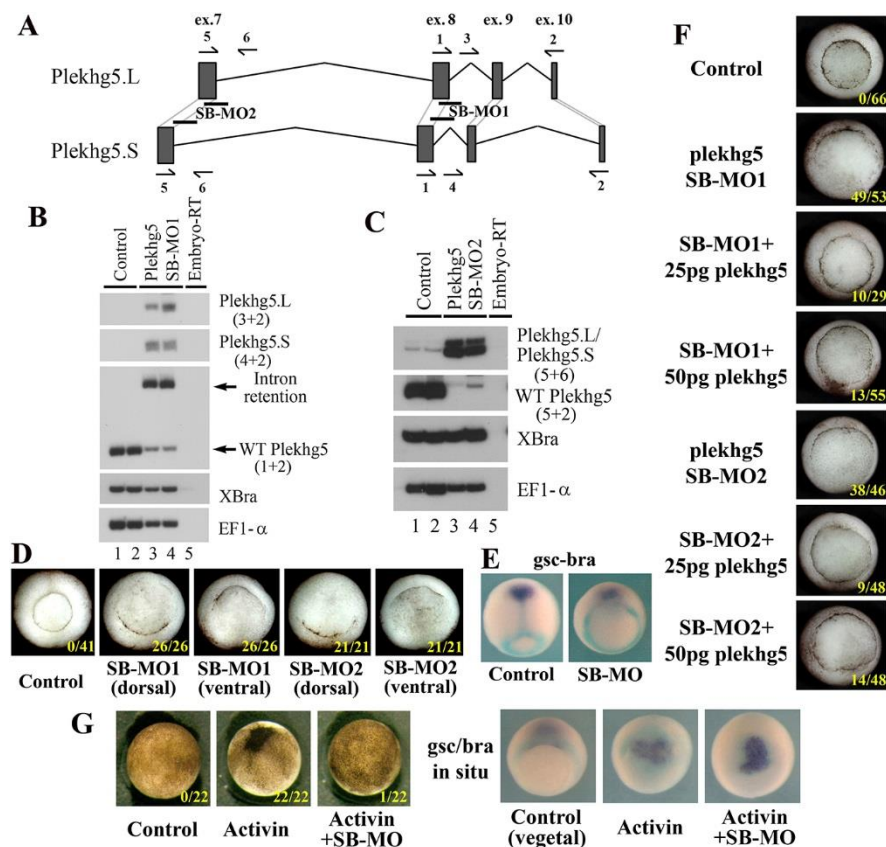 A
ex.7
ex.8
ex. 9
ex. 10
5
6
1
3
2
Plekhg5.L
SB-MO2
SB-MO1
Plekhg5.S
5
6
1
4
2
B
Control
Plekhg5
SB-MO1
Embryo-RT
Plekhg5.L
(3+2)
Plekhg5.S
(4+2)
Intron
retention
WT Plekhg5
(1+2)
XBra
EF1- α
1 2 3 4 5
C
Control
Plekhg5
SB-MO2
Embryo-RT
Plekhg5.L/
Plekhg5.S
(5+6)
WT Plekhg5
(5+2)
XBra
EF1- α
1 2 3 4 5
D
0/41
26/26
26/26
21/21
21/21
Control
SB-MO1
(dorsal)
SB-MO1
(ventral)
SB-MO2
(dorsal)
SB-MO2
(ventral)
E
gsc-bra
Control
SB-MO
F
Control
0/66
plekhg5
SB-MO1
49/53
SB-MO1+
25pg plekhg5
10/29
SB-MO1+
50pg plekhg5
13/55
plekhg5
SB-MO2
38/46
SB-MO2+
25pg plekhg5
9/48
SB-MO2+
50pg plekhg5
14/48
G
0/22
22/22
1/22
Control
Activin
Activin
+SB-MO
gsc/bra
in situ
Control
(vegetal)
Activin
Activin
+SB-MO